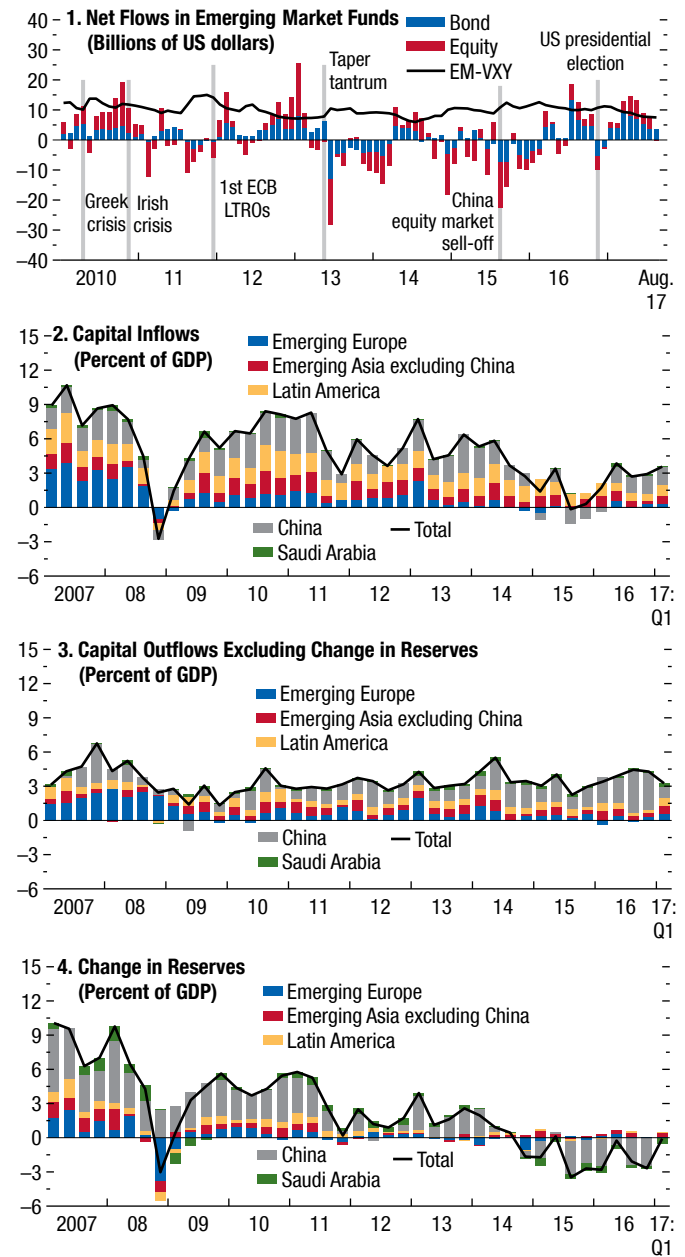 1. Net Flows in Emerging Market Funds
(Billions of US dollars)
Bond
Equity
EM-VXY
Taper
tantrum
US presidential
election
Greek
crisis
Irish
crisis
1st ECB
LTROs
China
equity market
sell-off
40
30
20
10
0
–10
–20
–30
–40
2010 11 12 13 14 15 16 Aug.
17
2. Capital Inflows
(Percent of GDP)
Emerging Europe
Emerging Asia excluding China
Latin America
China
Saudi Arabia
Total
15
12
9
6
3
0
–3
–6
2007 08 09 10 11 12 13 14 15 16 17:
Q1
3. Capital Outflows Excluding Change in Reserves
(Percent of GDP)
Emerging Europe
Emerging Asia excluding China
Latin America
China
Saudi Arabia
Total
15
12
9
6
3
0
–3
–6
2007 08 09 10 11 12 13 14 15 16 17:
Q1
4. Change in Reserves
(Percent of GDP)
Emerging Europe
Emerging Asia excluding China
Latin America
China
Saudi Arabia
Total
15
12
9
6
3
0
–3
–6
2007 08 09 10 11 12 13 14 15 16 17:
Q1